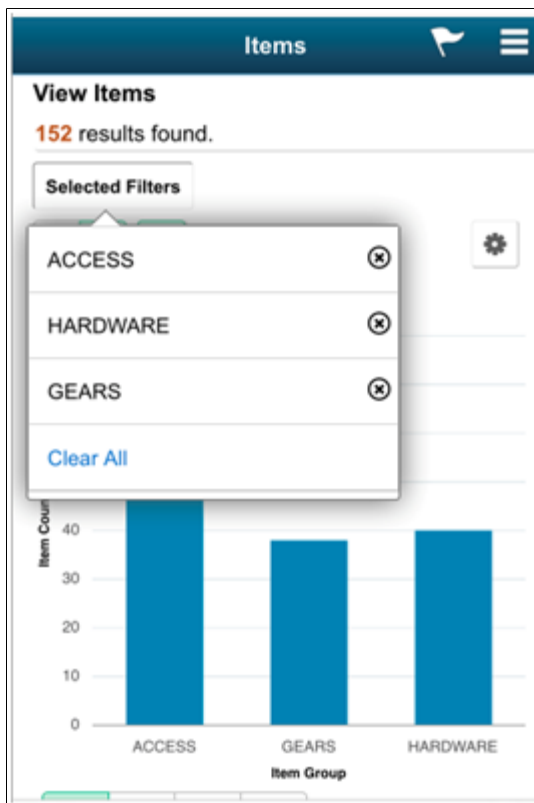 Items
View Items
152 results found.
Selected Filters
ACCESS
HARDWARE
GEARS
Clear All
40
30
20
10
0
ACCESS GEARS HARDWARE
Item Group